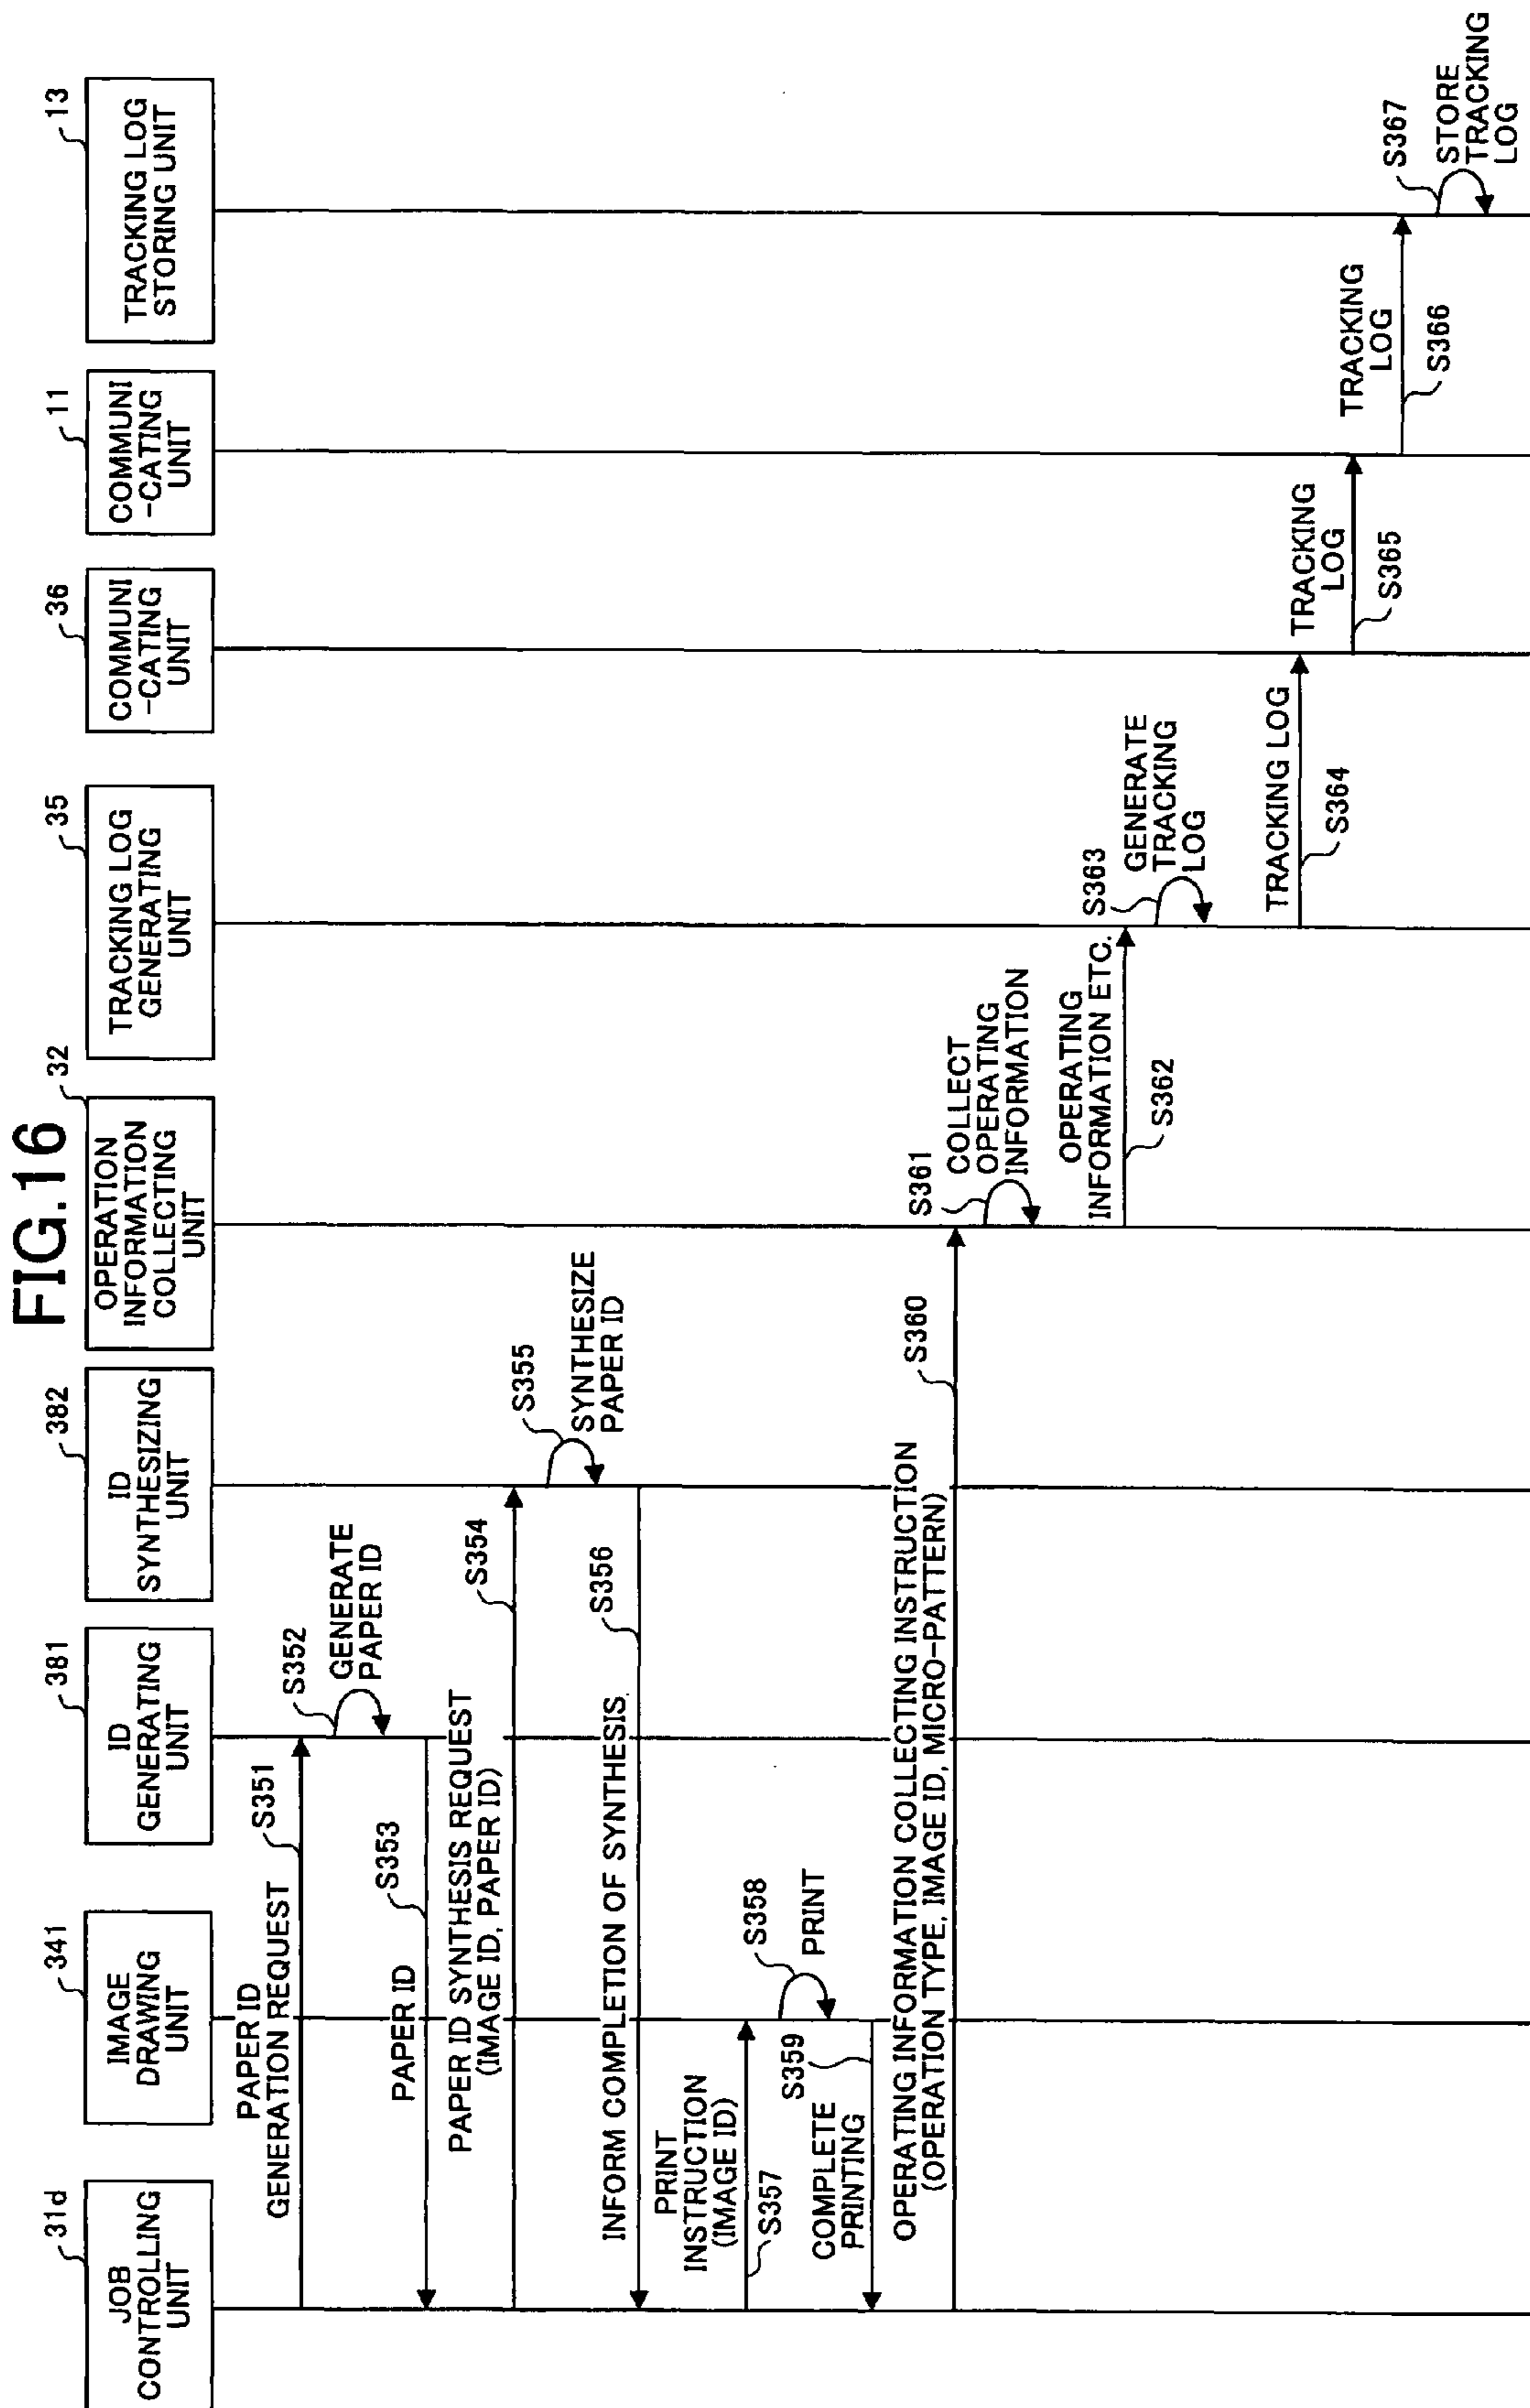 FIG.16
31d
JOB
CONTROLLING
UNIT
341
IMAGE
DRAWING
UNIT
381
ID
GENERATING
UNIT
382
ID
SYNTHESIZING
UNIT
32
OPERATION
INFORMATION
COLLECTING
UNIT
35
TRACKING LOG
GENERATING
UNIT
36
COMMUNI
-CATING
UNIT
11
COMMUNI
-CATING
UNIT
13
TRACKING LOG
STORING UNIT
PAPER ID
GENERATION REQUEST
S351
S352
GENERATE
PAPER ID
PAPER ID
S353
PAPER ID SYNTHESIS REQUEST
(IMAGE ID, PAPER ID)
S354
S355
SYNTHESIZE
PAPER ID
INFORM COMPLETION OF SYNTHESIS
S356
PRINT
INSTRUCTION
(IMAGE ID)
S357
S358
PRINT
S359
COMPLETE
PRINTING
OPERATING INFORMATION COLLECTING INSTRUCTION
(OPERATION TYPE, IMAGE ID, MICRO-PATTERN)
S360
S361
COLLECT
OPERATING
INFORMATION
OPERATING
INFORMATION ETC.
S362
S363
GENERATE
TRACKING
LOG
TRACKING LOG
S364
TRACKING
LOG
S365
TRACKING
LOG
S366
S367
STORE
TRACKING
LOG